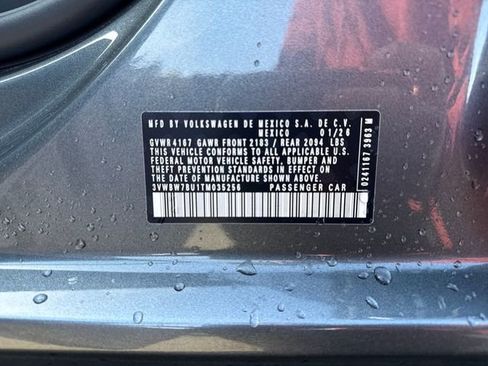 MFD BY VOLKSWAGEN DE MEXICO S.A. DE C.V.
MEXICO 01/26
GVWR 4167 GAWR FRONT 2183 / REAR 2094 LBS
THIS VEHICLE CONFORMS TO ALL APPLICABLE U.S.
FEDERAL MOTOR VEHICLE SAFETY, BUMPER AND
THEFT PREVENTION STANDARDS IN EFFECT ON
THE DATE OF MANUFACTURE SHOWN ABOVE
3VWBW7BU1TM035256 PASSENGER CAR
0241167 3963 M